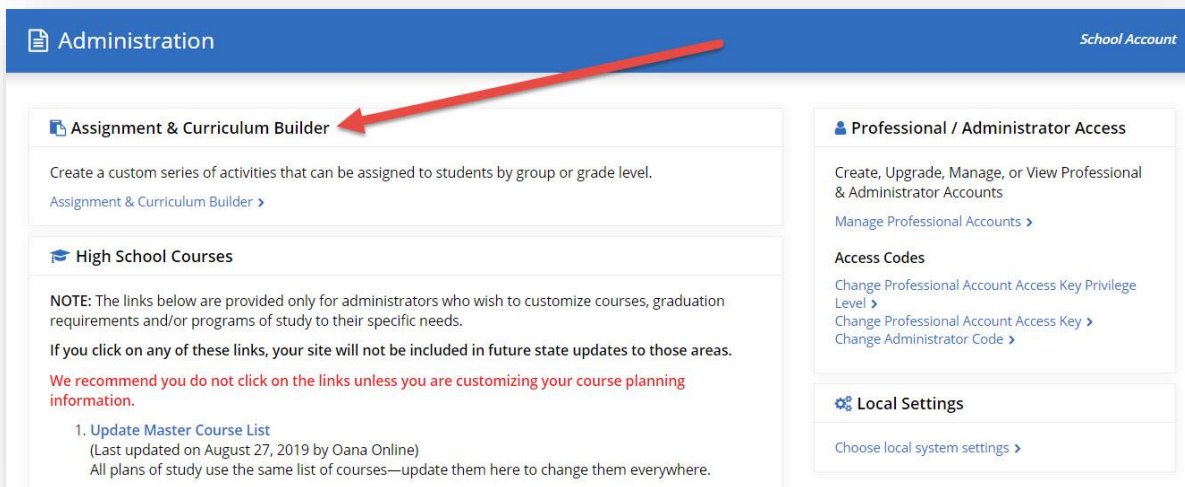 Administration
School Account
Assignment & Curriculum Builder
Create a custom series of activities that can be assigned to students by group or grade level.
Assignment & Curriculum Builder >
High School Courses
NOTE: The links below are provided only for administrators who wish to customize courses, graduation
requirements and/or programs of study to their specific needs.
If you click on any of these links, your site will not be included in future state updates to those areas.
We recommend you do not click on the links unless you are customizing your course planning
information.
1. Update Master Course List
(Last updated on August 27, 2019 by Oana Online)
All plans of study use the same list of courses—update them here to change them everywhere.
Professional / Administrator Access
Create, Upgrade, Manage, or View Professional
& Administrator Accounts
Manage Professional Accounts >
Access Codes
Change Professional Account Access Key Privilege
Level >
Change Professional Account Access Key >
Change Administrator Code >
Local Settings
Choose local system settings >